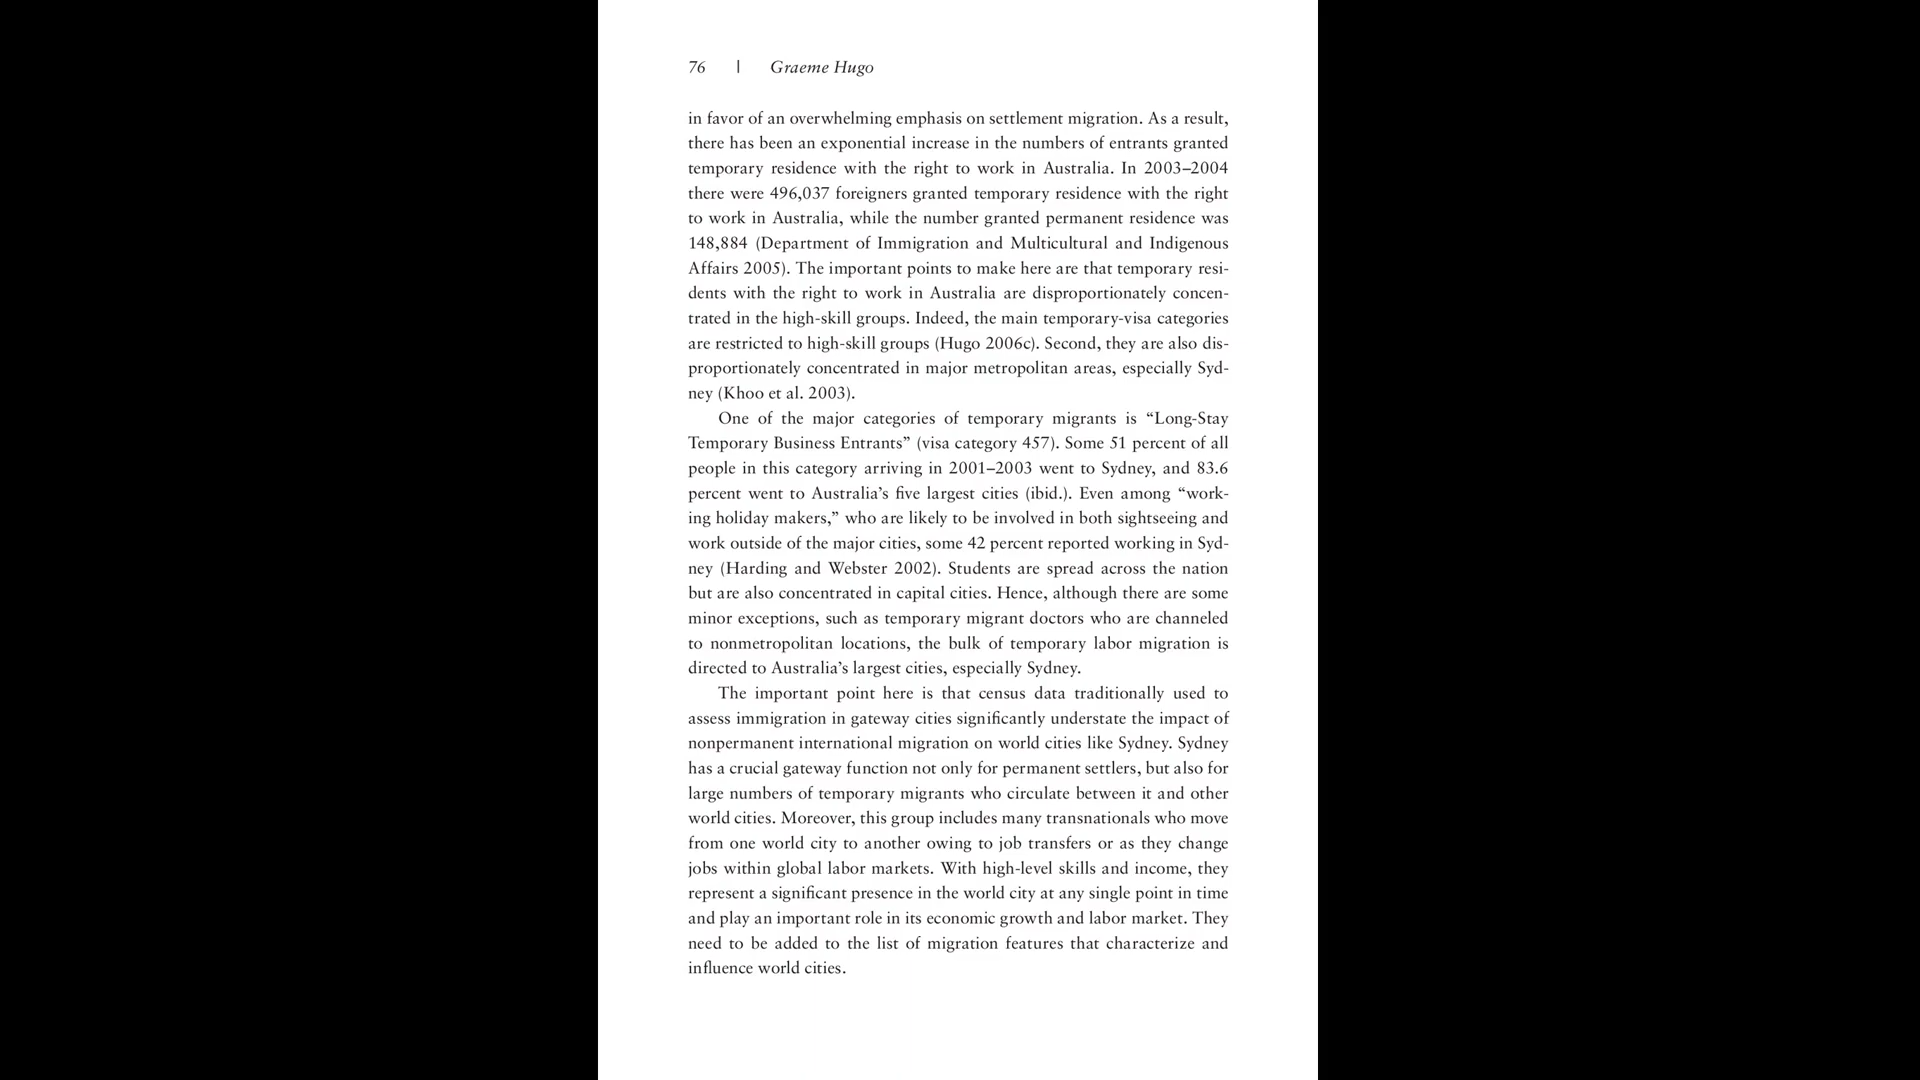 76 | Graeme Hugo
in favor of an overwhelming emphasis on settlement migration. As a result,
there has been an exponential increase in the numbers of entrants granted
temporary residence with the right to work in Australia. In 2003–2004
there were 496,037 foreigners granted temporary residence with the right
to work in Australia, while the number granted permanent residence was
148,884 (Department of Immigration and Multicultural and Indigenous
Affairs 2005). The important points to make here are that temporary resi-
dents with the right to work in Australia are disproportionately concen-
trated in the high-skill groups. Indeed, the main temporary-visa categories
are restricted to high-skill groups (Hugo 2006c). Second, they are also dis-
proportionately concentrated in major metropolitan areas, especially Syd-
ney (Khoo et al. 2003).
One of the major categories of temporary migrants is “Long-Stay
Temporary Business Entrants” (visa category 457). Some 51 percent of all
people in this category arriving in 2001–2003 went to Sydney, and 83.6
percent went to Australia’s five largest cities (ibid.). Even among “work-
ing holiday makers,” who are likely to be involved in both sightseeing and
work outside of the major cities, some 42 percent reported working in Syd-
ney (Harding and Webster 2002). Students are spread across the nation
but are also concentrated in capital cities. Hence, although there are some
minor exceptions, such as temporary migrant doctors who are channeled
to nonmetropolitan locations, the bulk of temporary labor migration is
directed to Australia’s largest cities, especially Sydney.
The important point here is that census data traditionally used to
assess immigration in gateway cities significantly understate the impact of
nonpermanent international migration on world cities like Sydney. Sydney
has a crucial gateway function not only for permanent settlers, but also for
large numbers of temporary migrants who circulate between it and other
world cities. Moreover, this group includes many transnationals who move
from one world city to another owing to job transfers or as they change
jobs within global labor markets. With high-level skills and income, they
represent a significant presence in the world city at any single point in time
and play an important role in its economic growth and labor market. They
need to be added to the list of migration features that characterize and
influence world cities.